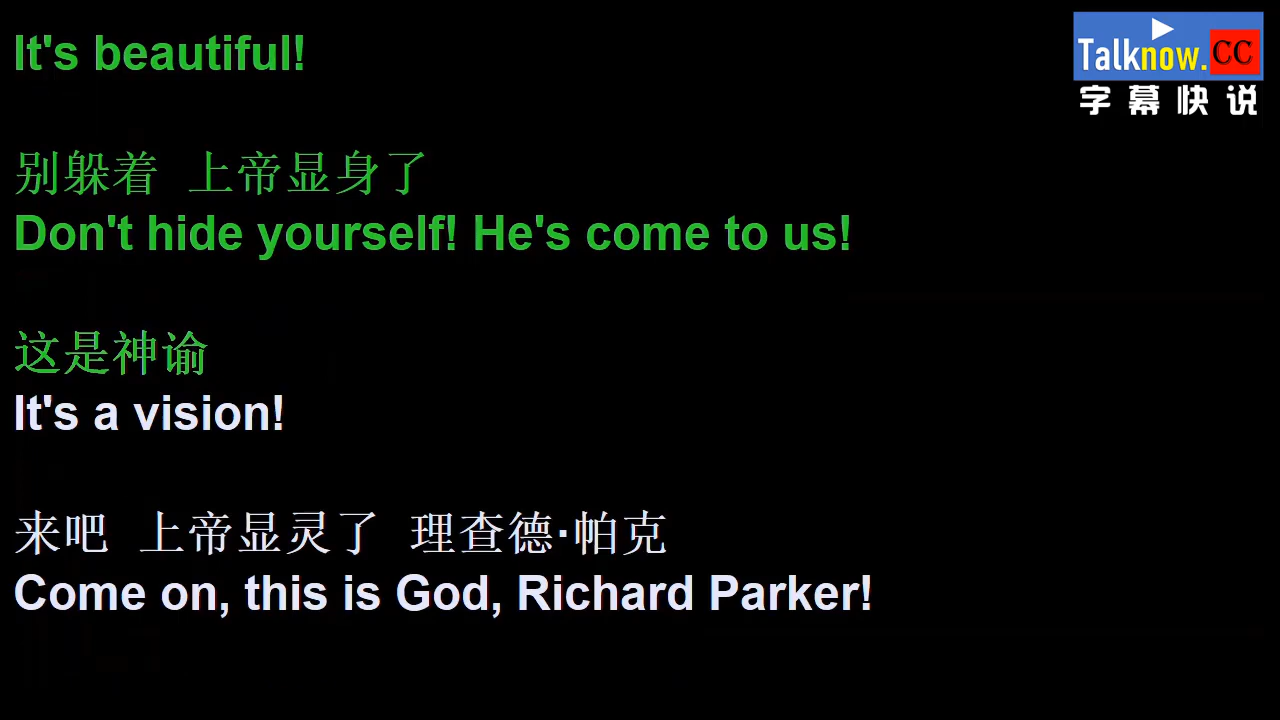 It's beautiful!
Talknow.CC
字幕快说
别躲着 上帝显身了
Don't hide yourself! He's come to us!
这是神谕
It's a vision!
来吧 上帝显灵了 理查德·帕克
Come on, this is God, Richard Parker!